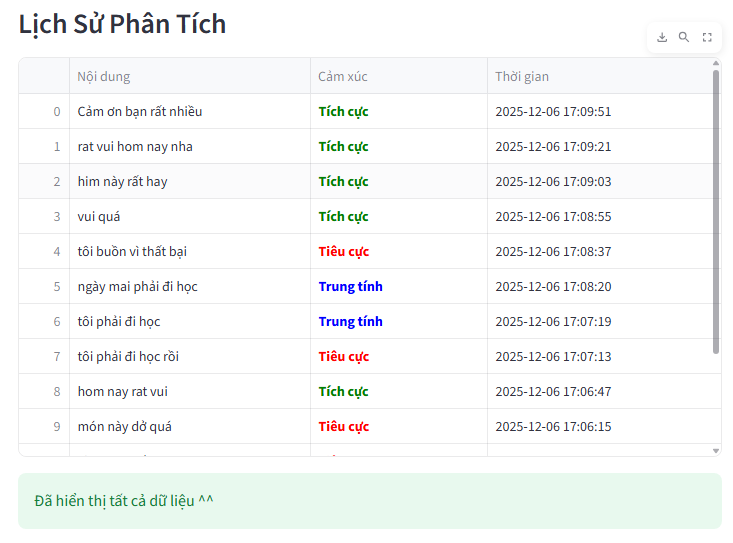 Lịch Sử Phân Tích
Nội dung Cảm xúc Thời gian
0 Cảm ơn bạn rất nhiều Tích cực 2025-12-06 17:09:51
1 rat vui hom nay nha Tích cực 2025-12-06 17:09:21
2 him này rất hay Tích cực 2025-12-06 17:09:03
3 vui quá Tích cực 2025-12-06 17:08:55
4 tôi buồn vì thất bại Tiêu cực 2025-12-06 17:08:37
5 ngày mai phải đi học Trung tính 2025-12-06 17:08:20
6 tôi phải đi học Trung tính 2025-12-06 17:07:19
7 tôi phải đi học rồi Tiêu cực 2025-12-06 17:07:13
8 hom nay rat vui Tích cực 2025-12-06 17:06:47
9 món này dở quá Tiêu cực 2025-12-06 17:06:15
Đã hiển thị tất cả dữ liệu ^^